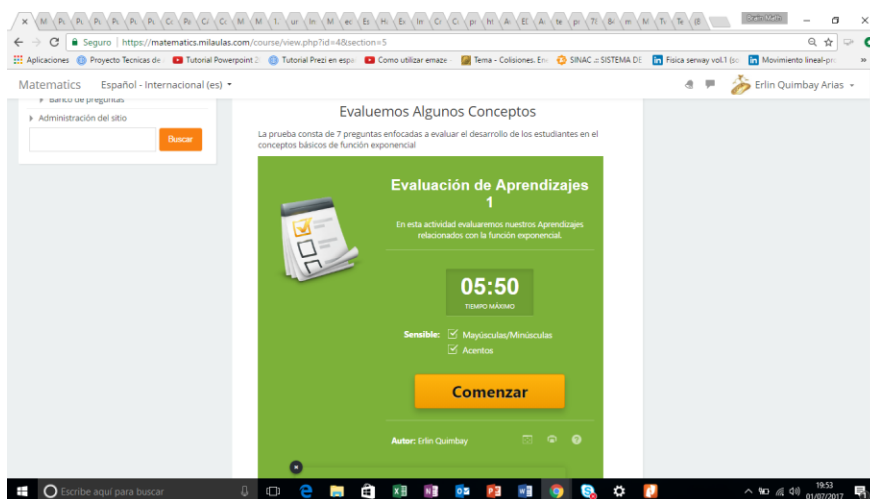 Seguro | https://matematics.milaulas.com/course/view.php?id=4&section=5
Aplicaciones Proyecto Tecnicas de Tutorial Powerpoint 2 Tutorial Prezi en espa Como utilizar emaze - Tema - Colisiones. En SINAC .:: SISTEMA DE Fisica serway vol.1 (so Movimiento lineal-pr
Matematics Español - Internacional (es) Erlin Quimbay Arias
Banco de preguntas
Administración del sitio
Buscar
Evaluemos Algunos Conceptos
La prueba consta de 7 preguntas enfocadas a evaluar el desarrollo de los estudiantes en el
conceptos básicos de función exponencial
Evaluación de Aprendizajes
1
En esta actividad evaluaremos nuestros Aprendizajes
relacionados con la función exponencial.
05:50
TIEMPO MÁXIMO
Sensible: Mayúsculas/Minúsculas
Acentos
Comenzar
Autor: Erlin Quimbay
Escribe aquí para buscar
19:53
01/07/2017